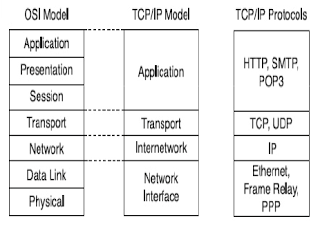 OSI Model
TCP/IP Model
TCP/IP Protocols
Application
Presentation
Session
Transport
Network
Data Link
Physical
Application
Transport
Internetwork
Network
Interface
HTTP, SMTP,
POP3
TCP, UDP
IP
Ethernet,
Frame Relay,
PPP